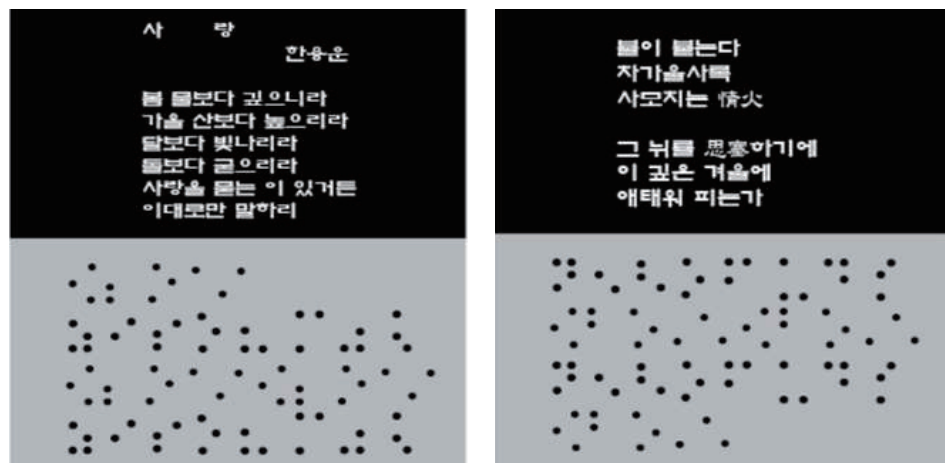 사 랑
한용운
봄 물보다 깊으니라
가을 산보다 높으리라
달보다 빛나리라
돌보다 굳으리라
사랑을 묻는 이 있거든
이대로만 말하리
불이 붙는다
차가울사록
사모치는 情火
그 뉘를 思塞하기에
이 깊은 겨울에
애태워 피는가